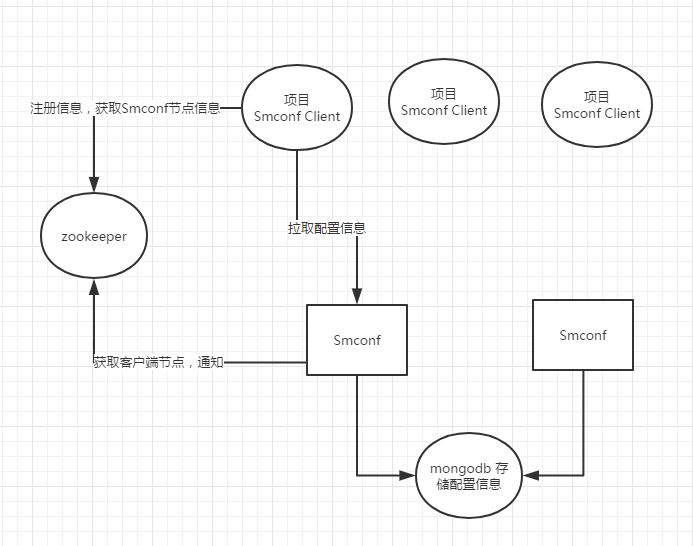 项目
Smconf Client
项目
Smconf Client
项目
Smconf Client
注册信息，获取Smconf节点信息
zookeeper
拉取配置信息
Smconf
Smconf
获取客户端节点，通知
mongodb 存
储配置信息